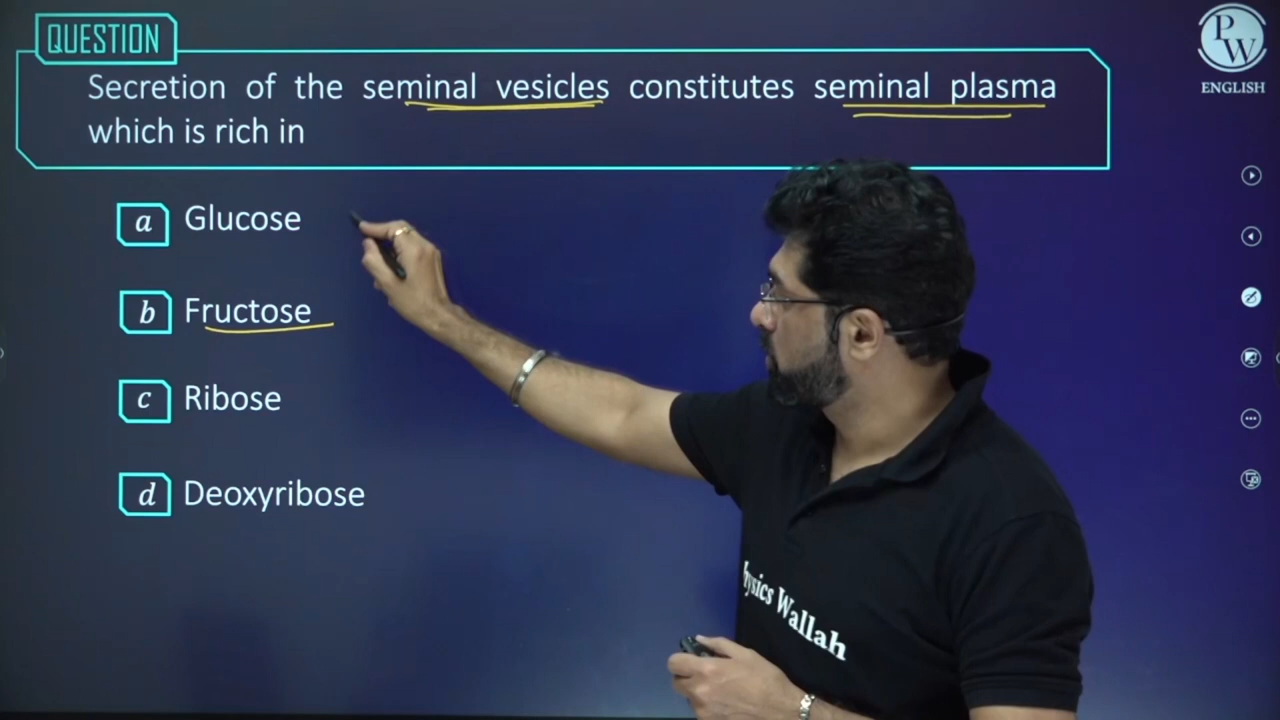 QUESTION
PW
ENGLISH
Secretion of the seminal vesicles constitutes seminal plasma
which is rich in
a Glucose
b Fructose
c Ribose
d Deoxyribose
hysics Wallah